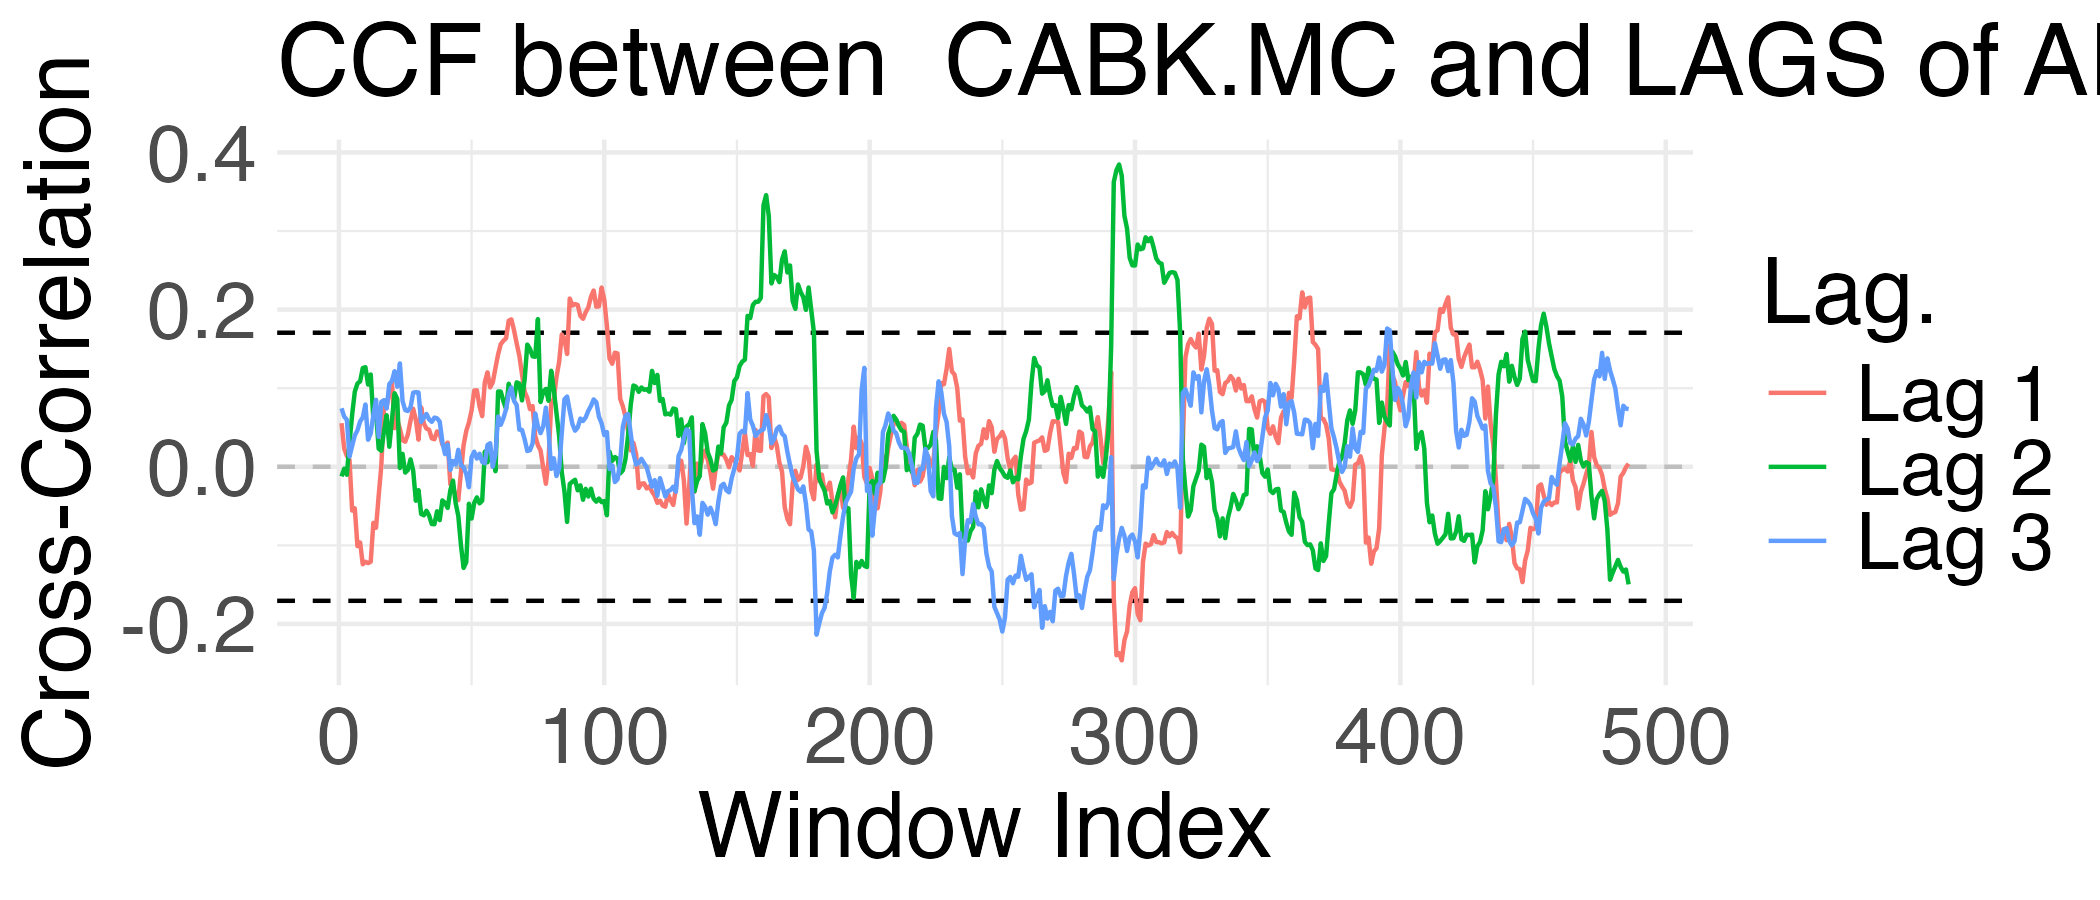 CCF between  CABK.MC and LAGS of
Cross-Correlation
0.4
0.2
0.0
-0.2
0
100
200
300
400
500
Window Index
Lag.
Lag 1
Lag 2
Lag 3